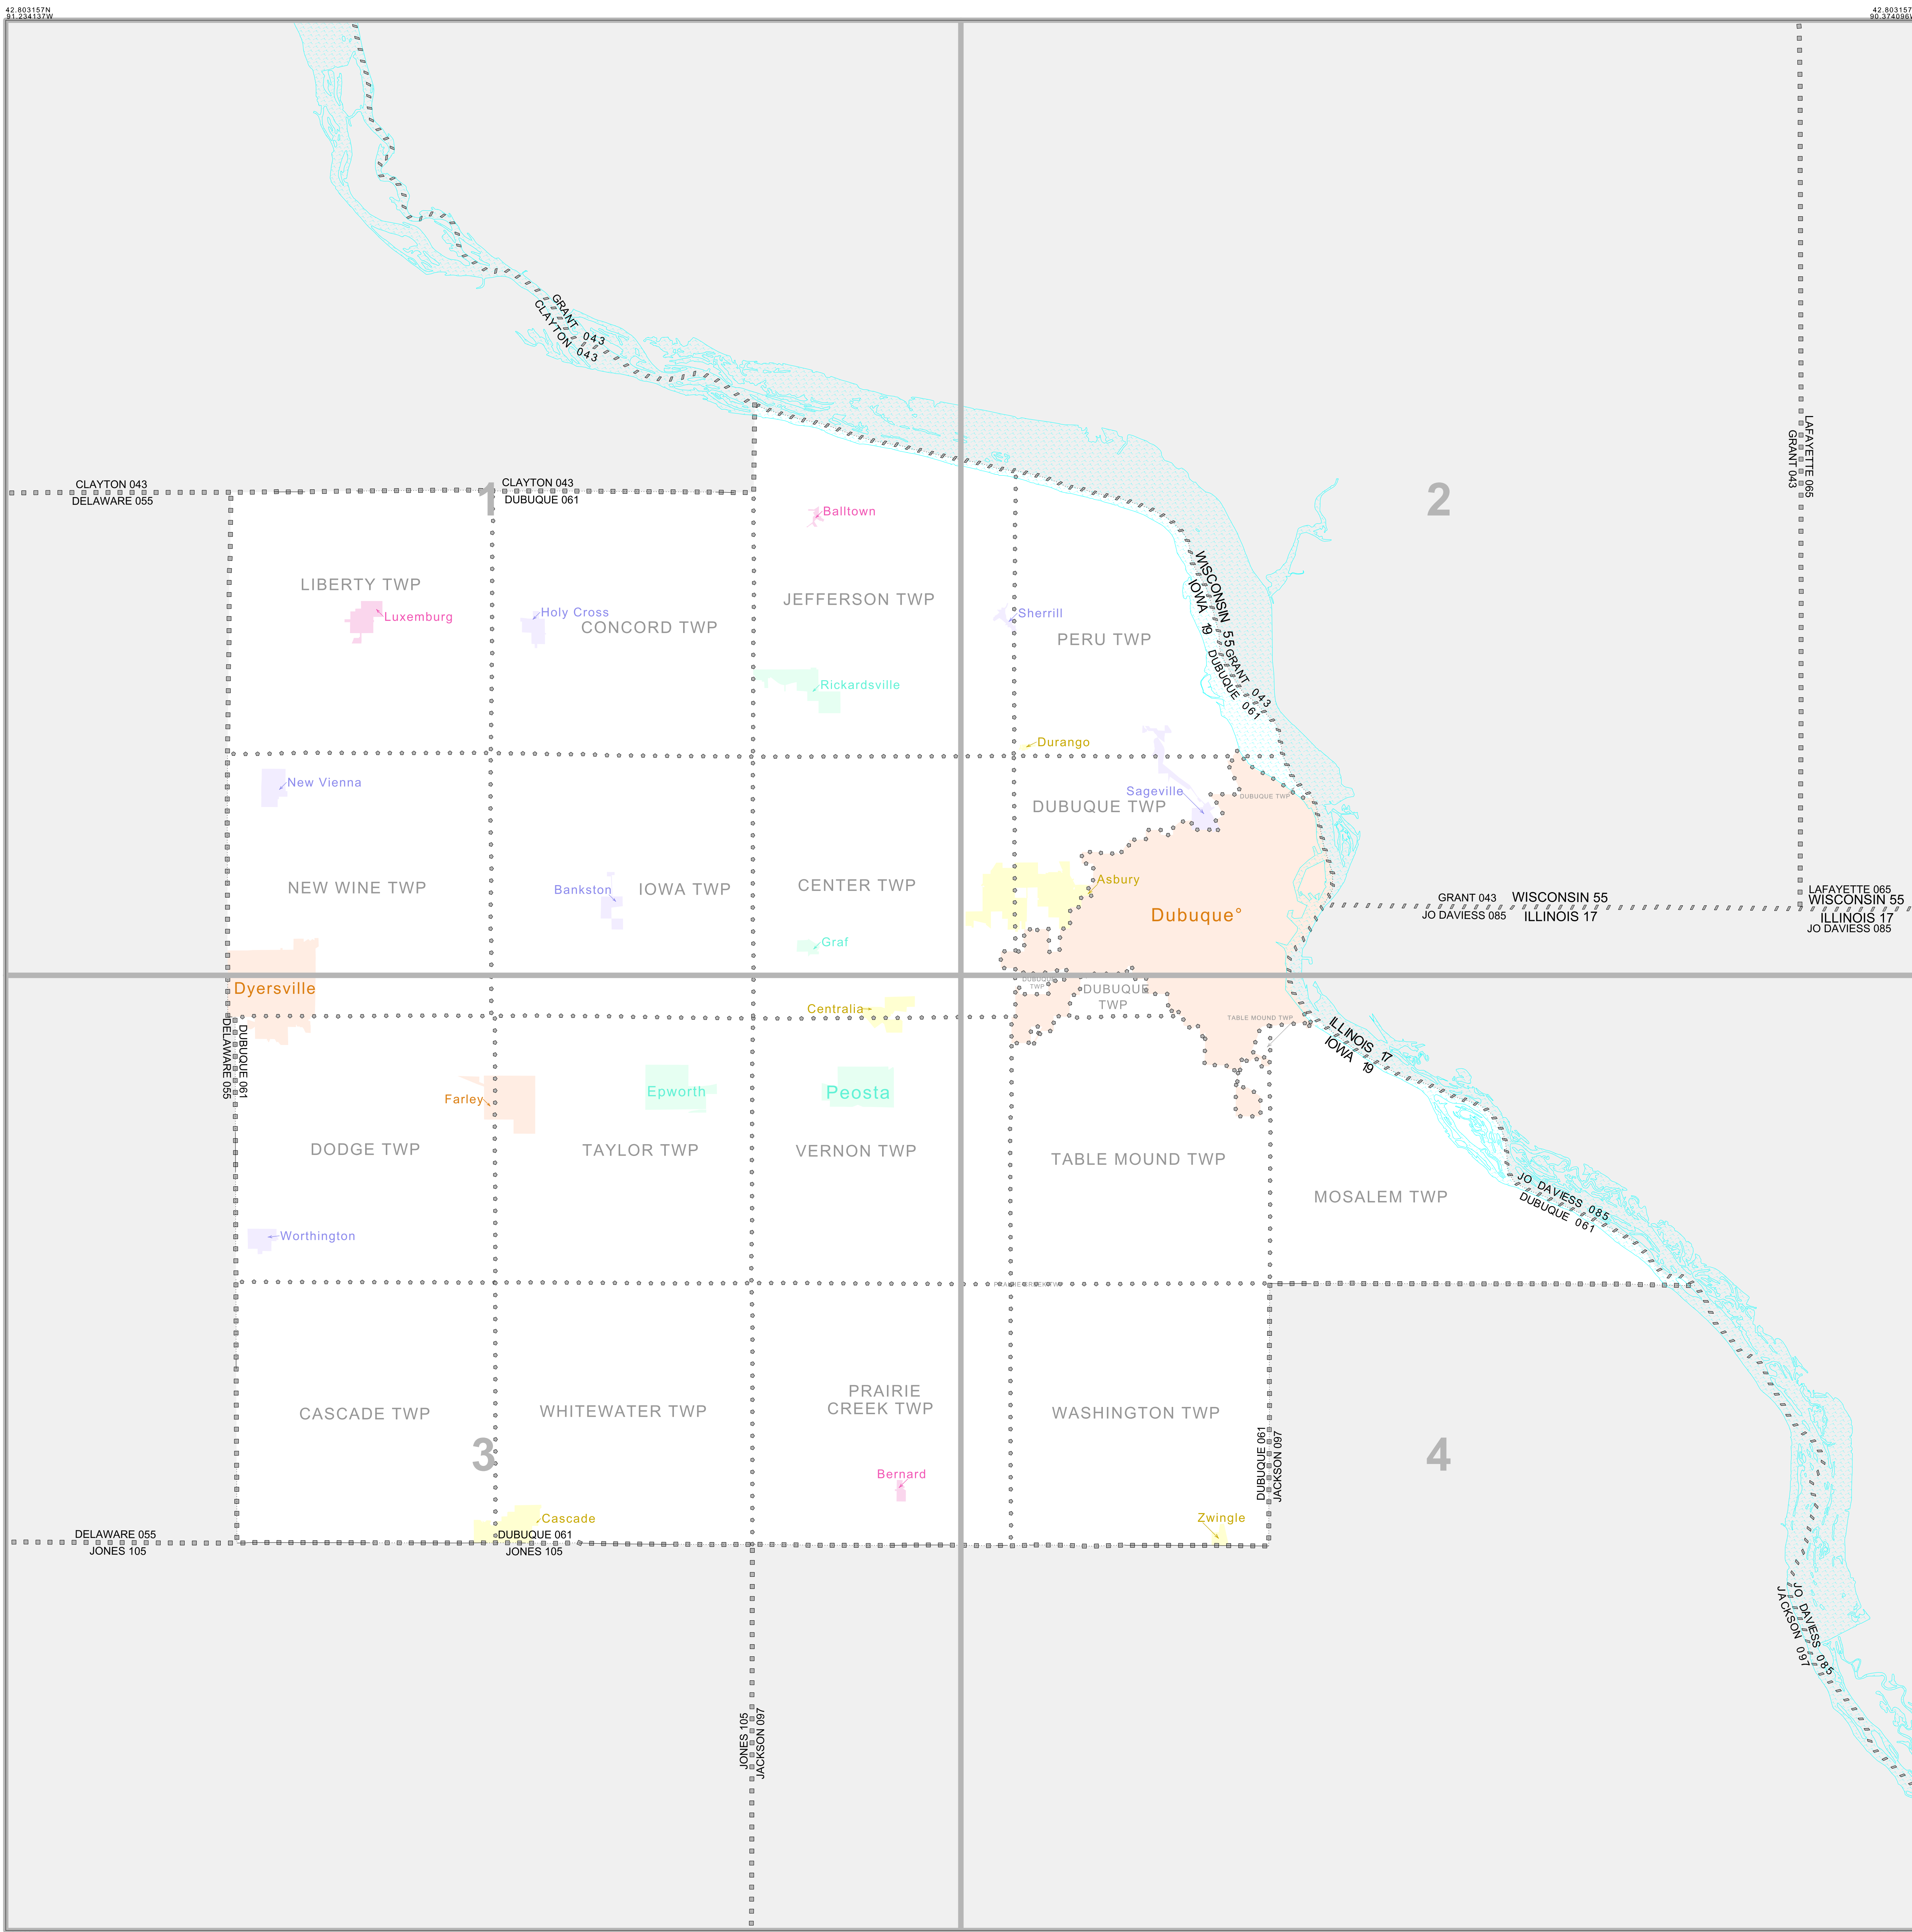 42.803157N
91.234137W
42.803157
90.374096W
GRANT 043
CLAYTON 043
LAFAYETTE 065
GRANT 043
CLAYTON 043
DELAWARE 055
1
CLAYTON 043
DUBUQUE 061
2
Balltown
LIBERTY TWP
JEFFERSON TWP
Luxemburg
Holy Cross
CONCORD TWP
Sherrill
PERU TWP
WISCONSIN 55
IOWA 19
GRANT 043
DUBUQUE 061
Rickardsville
Durango
New Vienna
Sageville
DUBUQUE TWP
DUBUQUE TWP
NEW WINE TWP
Bankston
IOWA TWP
CENTER TWP
Asbury
Dubuque°
GRANT 043
WISCONSIN 55
JO DAVIESS 085
ILLINOIS 17
LAFAYETTE 065
WISCONSIN 55
ILLINOIS 17
JO DAVIESS 085
Graf
Dyersville
DUBUQUE
TWP
DUBUQUE
TWP
Centralia
TABLE MOUND TWP
ILLINOIS 17
IOWA 19
DUBUQUE 061
DELAWARE 055
Farley
Epworth
Peosta
DODGE TWP
TAYLOR TWP
VERNON TWP
TABLE MOUND TWP
MOSALEM TWP
JO DAVIESS 085
DUBUQUE 061
Worthington
PRAIRIE CREEK TWP
CASCADE TWP
WHITEWATER TWP
PRAIRIE
CREEK TWP
WASHINGTON TWP
3
4
DUBUQUE 061
JACKSON 097
Bernard
Cascade
Zwingle
DELAWARE 055
JONES 105
DUBUQUE 061
JONES 105
JO DAVIESS 085
JACKSON 097
JONES 105
JACKSON 097